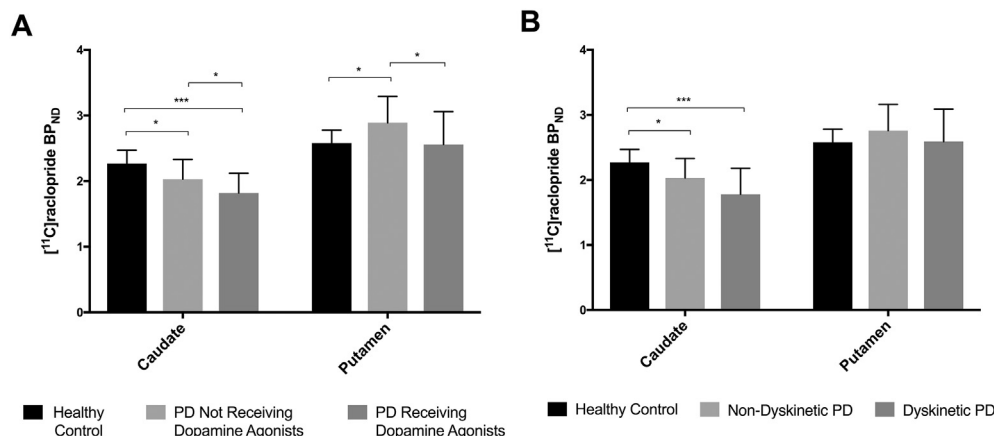 A
[¹¹C]raclopride BPND
4
3
2
1
0
*
***
*
*
*
Caudate
Putamen
Healthy Control
PD Not Receiving Dopamine Agonists
PD Receiving Dopamine Agonists
B
[¹¹C]raclopride BPND
4
3
2
1
0
***
*
Caudate
Putamen
Healthy Control
Non-Dyskinetic PD
Dyskinetic PD